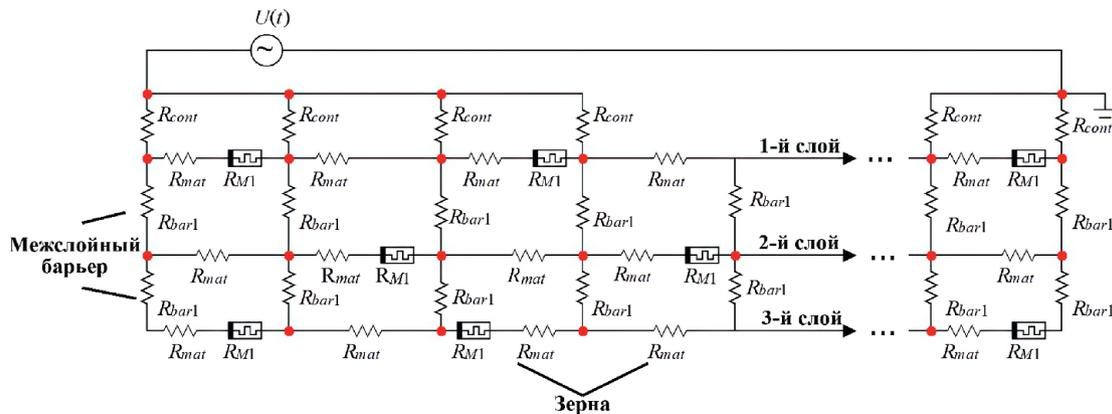 U(t)
~
Rcont Rcont Rcont Rcont Rcont
1-й слой ...
Rmat RM1 Rmat Rmat RM1 Rmat Rmat RM1
Rbar1 Rbar1 Rbar1 Rbar1 Rbar1 Rbar1 Rbar1
Межслойный
барьер
2-й слой ...
Rmat Rmat RM1 Rmat Rmat RM1 Rmat
Rbar1 Rbar1 Rbar1 Rbar1 Rbar1 Rbar1 Rbar1
3-й слой ...
Rmat RM1 Rmat RM1 Rmat Rmat Rmat RM1
Зерна